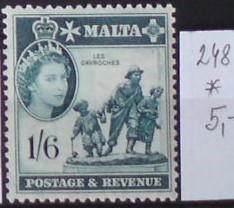 MALTA
LES
GAVROCHES
1/6
POSTAGE & REVENUE
248
*
5,-